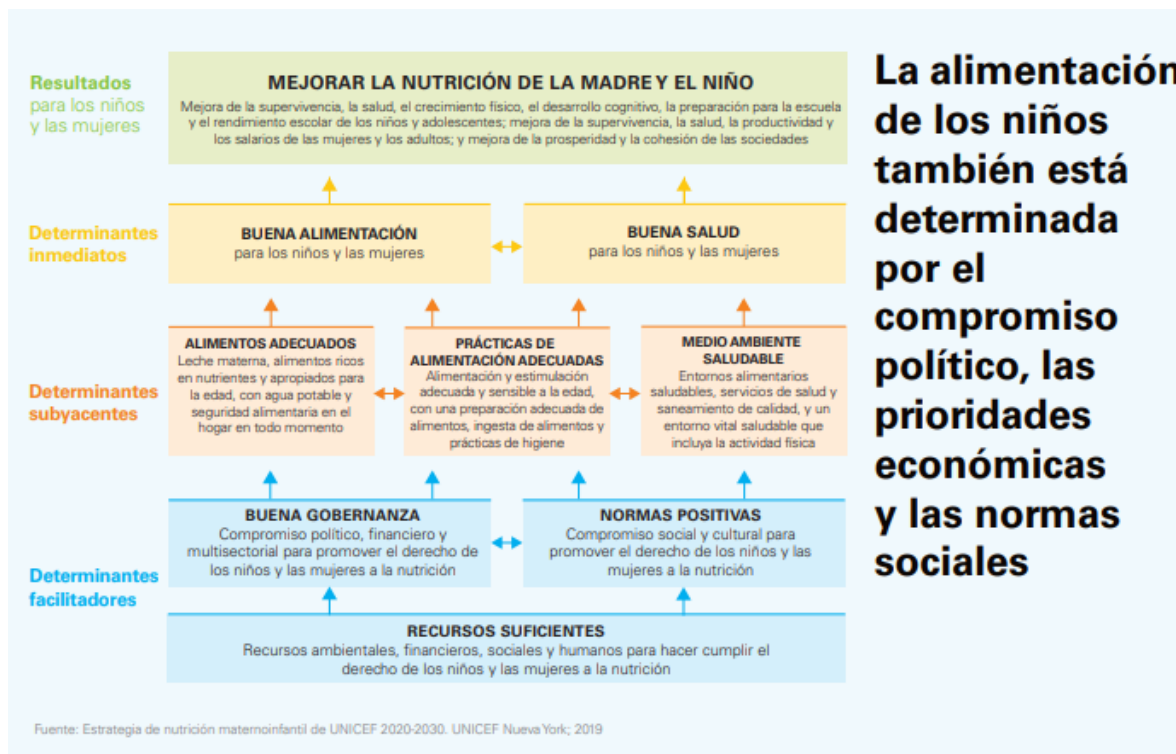 Resultados
para los niños
y las mujeres
MEJORAR LA NUTRICIÓN DE LA MADRE Y EL NIÑO
Mejora de la supervivencia, la salud, el crecimiento físico, el desarrollo cognitivo, la preparación para la escuela
y el rendimiento escolar de los niños y adolescentes; mejora de la supervivencia, la salud, la productividad y
los salarios de las mujeres y los adultos; y mejora de la prosperidad y la cohesión de las sociedades
Determinantes
inmediatos
BUENA ALIMENTACIÓN
para los niños y las mujeres
BUENA SALUD
para los niños y las mujeres
Determinantes
subyacentes
ALIMENTOS ADECUADOS
Leche materna, alimentos ricos
en nutrientes y apropiados para
la edad, con agua potable y
seguridad alimentaria en el
hogar en todo momento
PRÁCTICAS DE
ALIMENTACIÓN ADECUADAS
Alimentación y estimulación
adecuada y sensible a la edad,
con una preparación adecuada de
alimentos, ingesta de alimentos y
prácticas de higiene
MEDIO AMBIENTE
SALUDABLE
Entornos alimentarios
saludables, servicios de salud y
saneamiento de calidad, y un
entorno vital saludable que
incluya la actividad física
Determinantes
facilitadores
BUENA GOBERNANZA
Compromiso político, financiero y
multisectorial para promover el derecho de
los niños y las mujeres a la nutrición
NORMAS POSITIVAS
Compromiso social y cultural para
promover el derecho de los niños y las
mujeres a la nutrición
RECURSOS SUFICIENTES
Recursos ambientales, financieros, sociales y humanos para hacer cumplir el
derecho de los niños y las mujeres a la nutrición
Fuente: Estrategia de nutrición maternoinfantil de UNICEF 2020-2030. UNICEF Nueva York; 2019
La alimentación
de los niños
también está
determinada
por el
compromiso
político, las
prioridades
económicas
y las normas
sociales